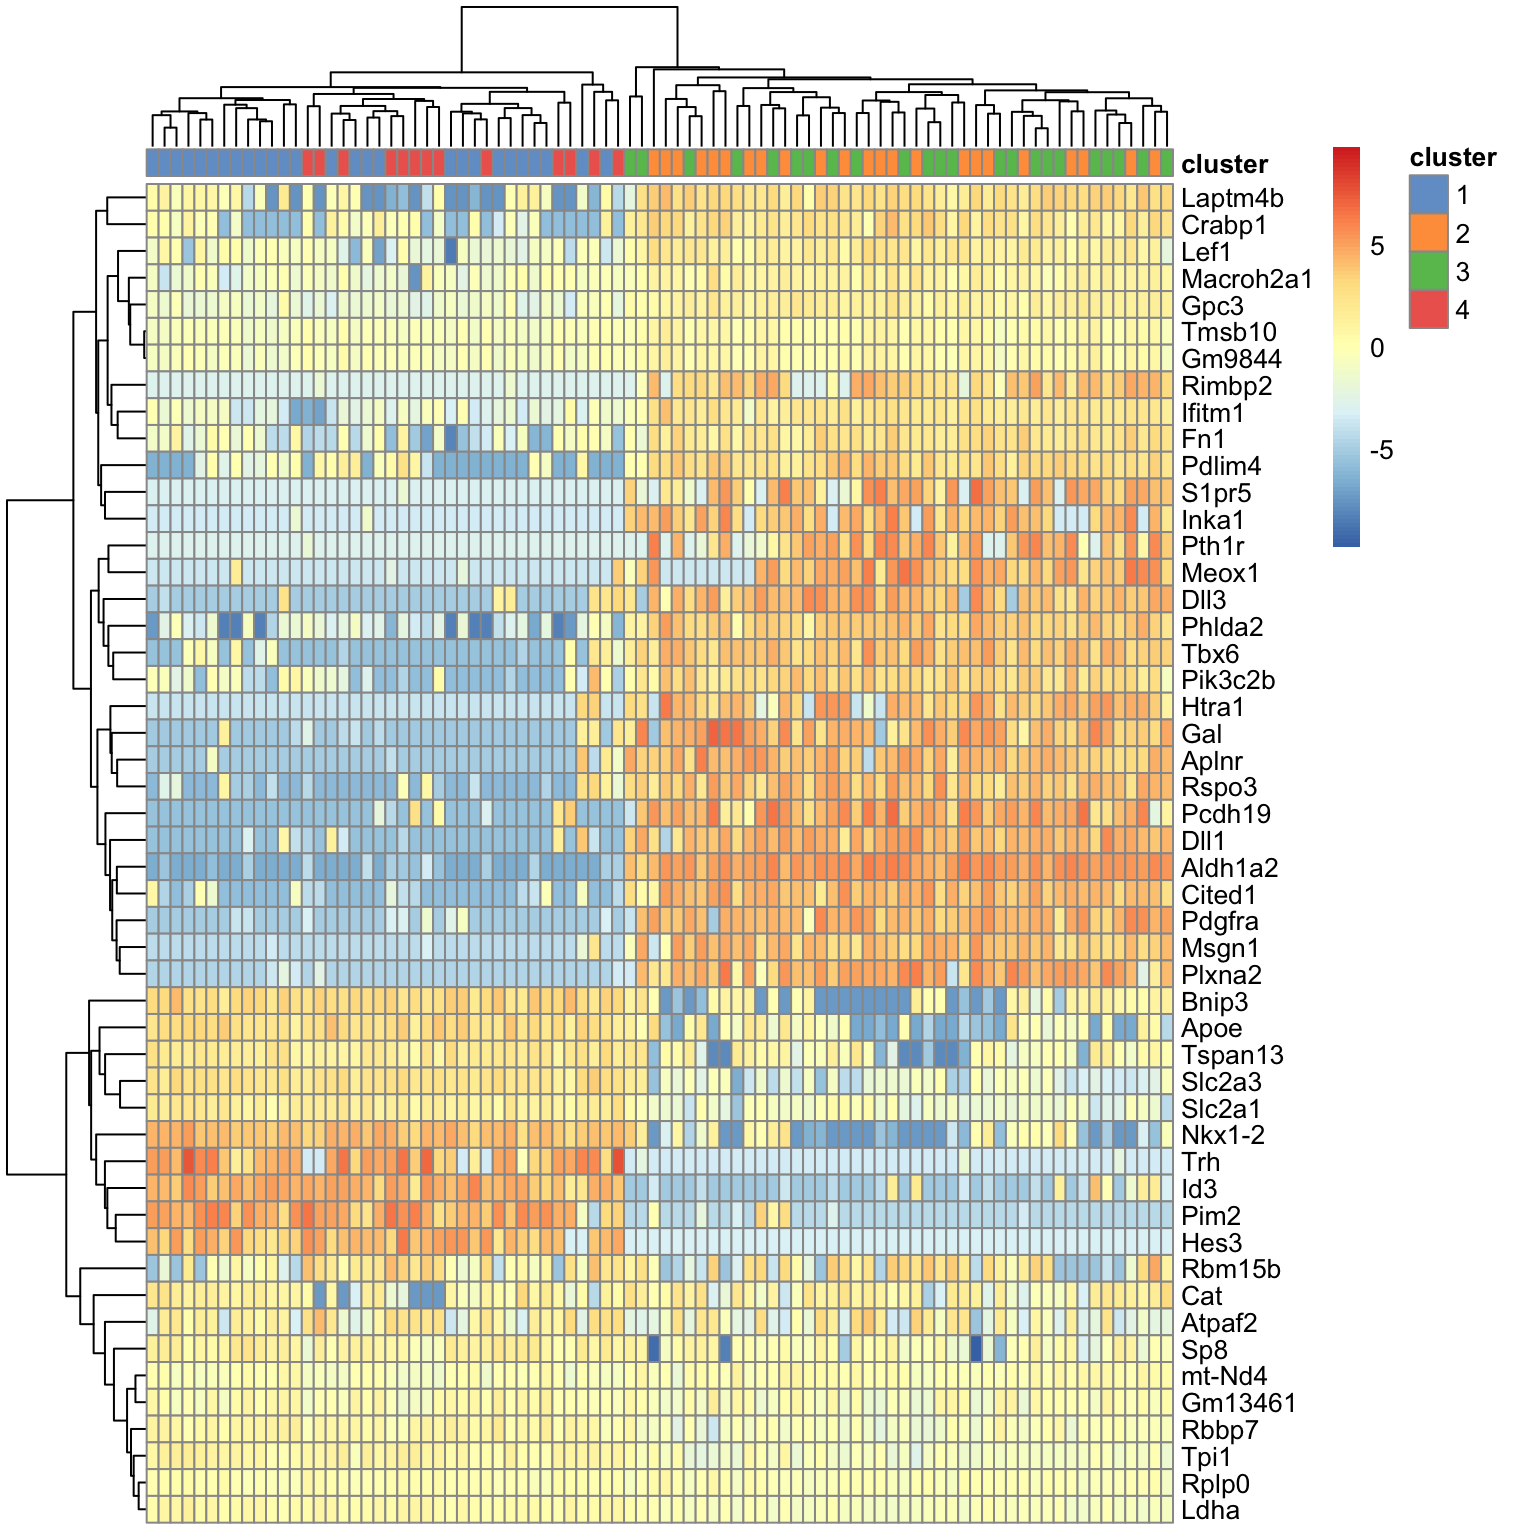 cluster
Laptm4b
Crabp1
Lef1
Macroh2a1
Gpc3
Tmsb10
Gm9844
Rimbp2
Ifitm1
Fn1
Pdlim4
S1pr5
Inka1
Pth1r
Meox1
Dll3
Phlda2
Tbx6
Pik3c2b
Htra1
Gal
Aplnr
Rspo3
Pcdh19
Dll1
Aldh1a2
Cited1
Pdgfra
Msgn1
Plxna2
Bnip3
Apoe
Tspan13
Slc2a3
Slc2a1
Nkx1-2
Trh
Id3
Pim2
Hes3
Rbm15b
Cat
Atpaf2
Sp8
mt-Nd4
Gm13461
Rbbp7
Tpi1
Rplp0
Ldha
5
0
-5
cluster
1
2
3
4